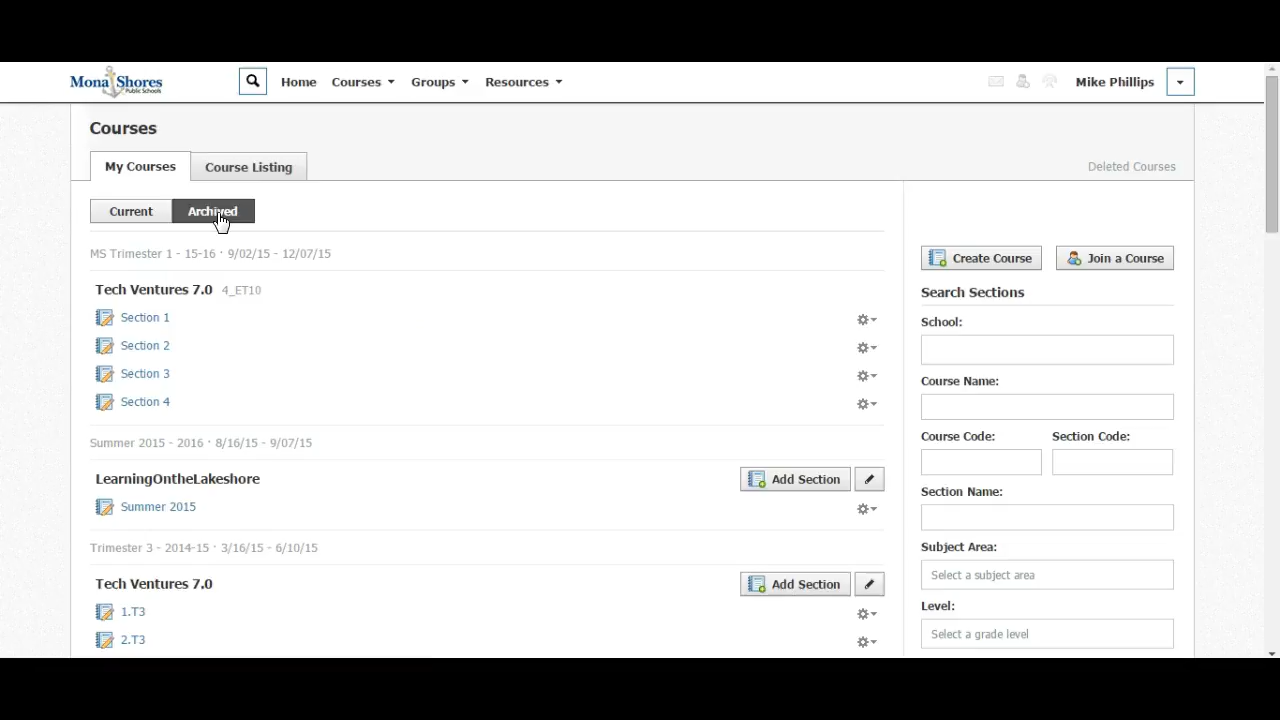 Mona Shores
Public Schools
Home Courses Groups Resources
Mike Phillips
Courses
My Courses Course Listing
Deleted Courses
Current Archived
MS Trimester 1 - 15-16 · 9/02/15 - 12/07/15
Create Course Join a Course
Tech Ventures 7.0 4_ET10
Search Sections
Section 1
School:
Section 2
Section 3
Course Name:
Section 4
Summer 2015 - 2016 · 8/16/15 - 9/07/15
Course Code: Section Code:
LearningOntheLakeshore
Add Section
Section Name:
Summer 2015
Trimester 3 - 2014-15 · 3/16/15 - 6/10/15
Subject Area:
Select a subject area
Tech Ventures 7.0
Add Section
1.T3
Level:
2.T3
Select a grade level